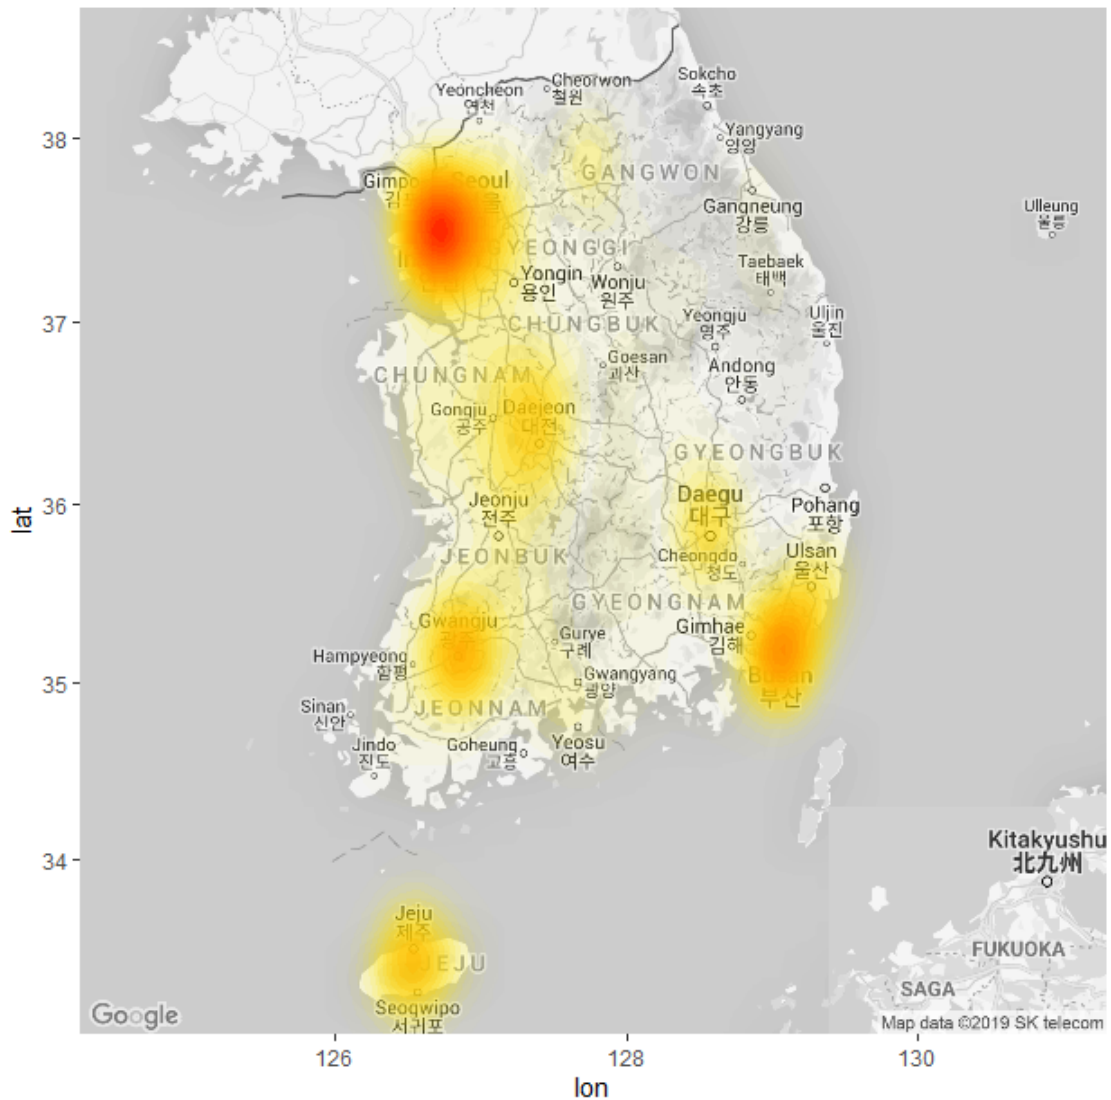 Sokcho
속초
Cheorwon
철원
Yeoncheon
연천
38
Yangyang
양양
GANGWON
Gimpo
Seoul
Gangneung
강릉
Ulleung
울릉
GYEONGGI
Taebaek
태백
Yongin
용인
Wonju
원주
37
CHUNGBUK
Yeongju
영주
Uljin
울진
Goesan
괴산
Andong
안동
CHUNGNAM
Gongju
공주
Daejeon
대전
GYEONGBUK
Daegu
대구
36
Jeonju
전주
Pohang
포항
lat
JEONBUK
Cheongdo
청도
Ulsan
울산
GYEONGNAM
Gwangju
광주
Gimhae
김해
Gurye
구례
Hampyeong
함평
35
Gwangyang
광양
Busan
부산
JEONNAM
Sinan
신안
Jindo
진도
Goheung
고흥
Yeosu
여수
34
Kitakyushu
北九州
Jeju
제주
JEJU
FUKUOKA
SAGA
Seogwipo
서귀포
Google
Map data ©2019 SK telecom
126
128
130
lon